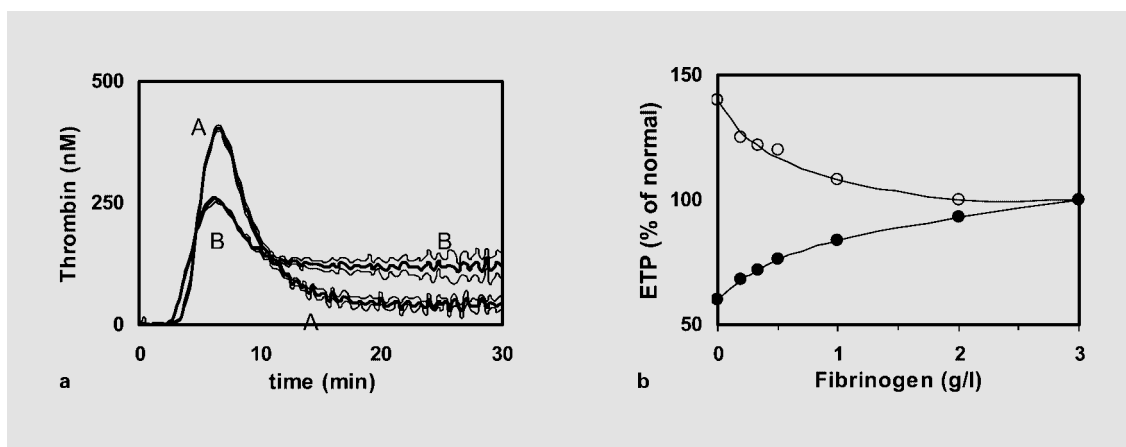 500
250
0
Thrombin (nM)
A
B
B
A
0
10
20
30
time (min)
a
150
100
50
ETP (% of normal)
0
1
2
3
Fibrinogen (g/l)
b